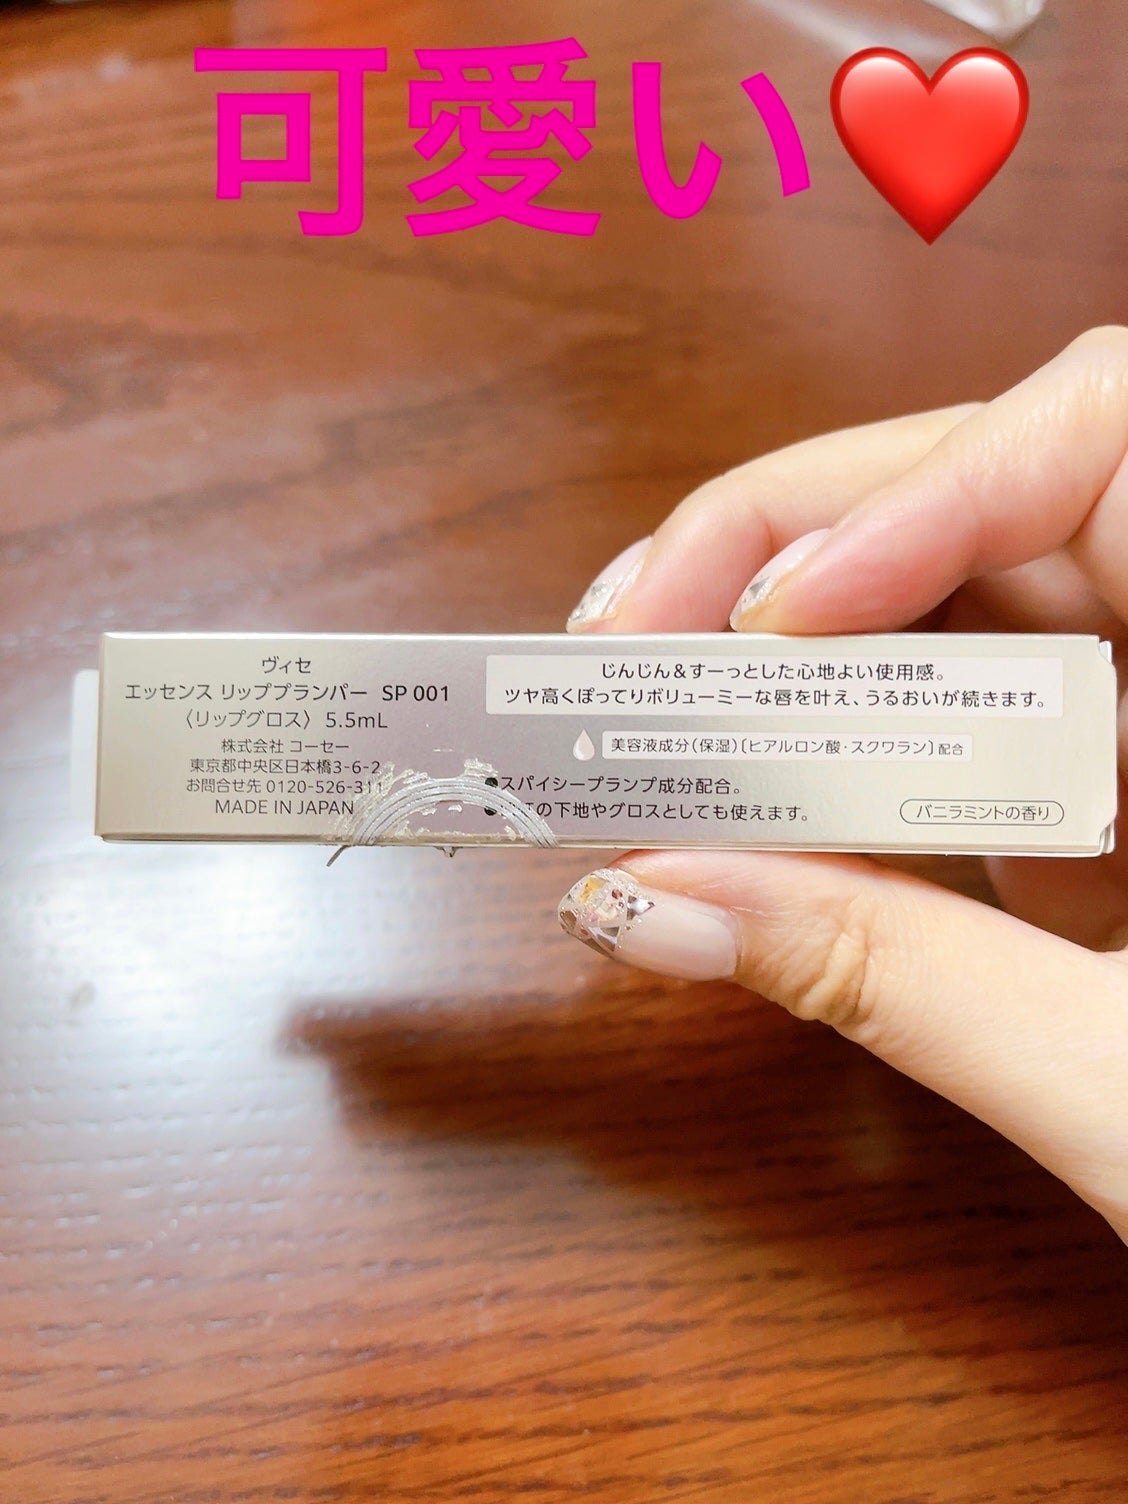 可愛い❤️
ヴィセ
エッセンス リッププランパー SP 001
〈リップグロス〉 5.5mL
株式会社 コーセー
東京都中央区日本橋3-6-2
お問合せ先 0120-526-311
MADE IN JAPAN
じんじん&すーっとした心地よい使用感。
ツヤ高くぽってりボリューミーな唇を叶え、うるおいが続きます。
美容液成分(保湿)〔ヒアルロン酸・スクワラン〕配合
●スパイシープランプ成分配合。
の下地やグロスとしても使えます。
バニラミントの香り